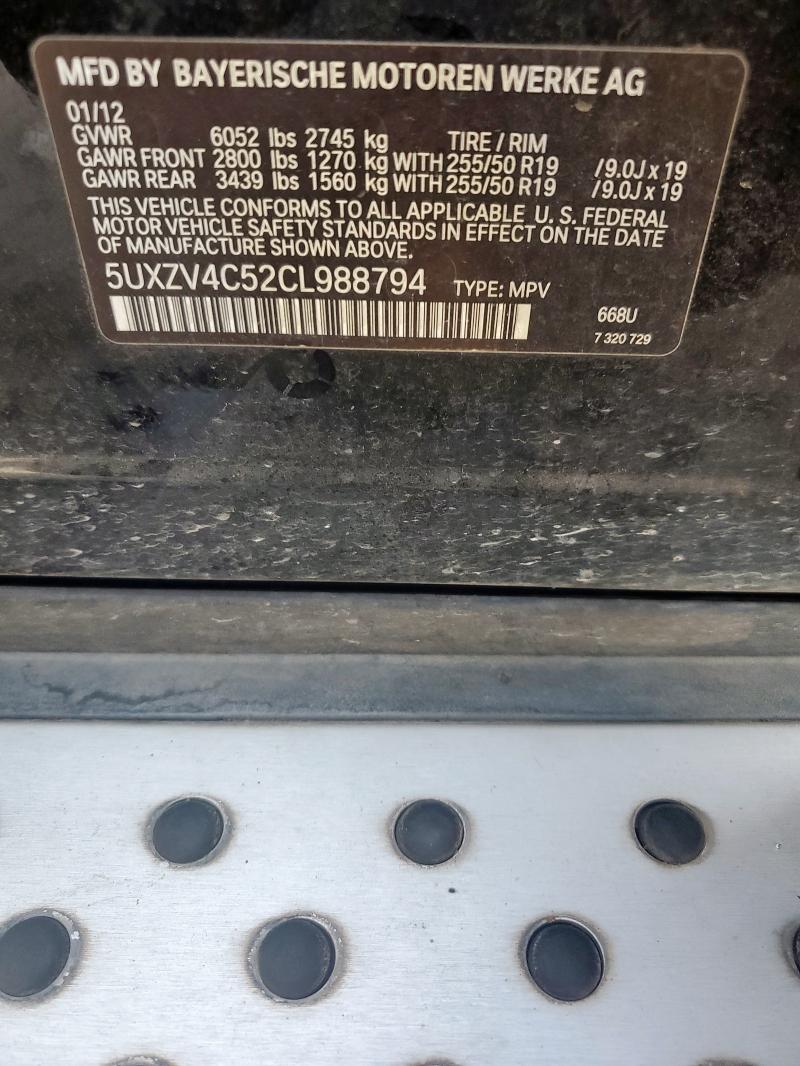 MFD BY BAYERISCHE MOTOREN WERKE AG
01/12
GVWR 6052 lbs 2745 kg TIRE / RIM
GAWR FRONT 2800 lbs 1270 kg WITH 255/50 R19 /9.0J x 19
GAWR REAR 3439 lbs 1560 kg WITH 255/50 R19 /9.0J x 19
THIS VEHICLE CONFORMS TO ALL APPLICABLE U. S. FEDERAL
MOTOR VEHICLE SAFETY STANDARDS IN EFFECT ON THE DATE
OF MANUFACTURE SHOWN ABOVE.
5UXZV4C52CL988794 TYPE: MPV
668U
7 320 729